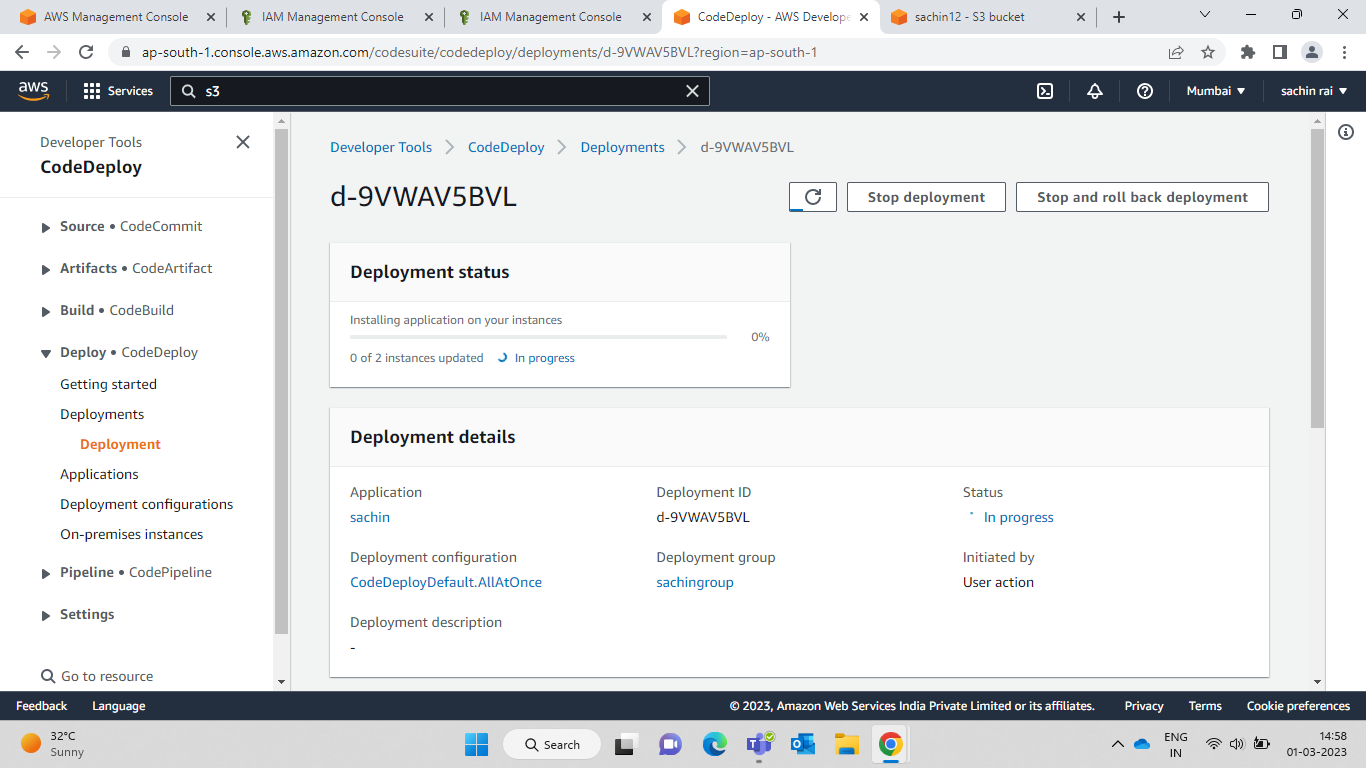 AWS Management Console
IAM Management Console
IAM Management Console
CodeDeploy - AWS Develope
sachin12 - S3 bucket
ap-south-1.console.aws.amazon.com/codesuite/codedeploy/deployments/d-9VWAV5BVL?region=ap-south-1
aws
Services
s3
Mumbai
sachin rai
Developer Tools
CodeDeploy
Source • CodeCommit
Artifacts • CodeArtifact
Build • CodeBuild
Deploy • CodeDeploy
Getting started
Deployments
Deployment
Applications
Deployment configurations
On-premises instances
Pipeline • CodePipeline
Settings
Go to resource
Developer Tools
CodeDeploy
Deployments
d-9VWAV5BVL
d-9VWAV5BVL
Stop deployment
Stop and roll back deployment
Deployment status
Installing application on your instances
0%
0 of 2 instances updated
In progress
Deployment details
Application
sachin
Deployment ID
d-9VWAV5BVL
Status
In progress
Deployment configuration
CodeDeployDefault.AllAtOnce
Deployment group
sachingroup
Initiated by
User action
Deployment description
-
Feedback
Language
© 2023, Amazon Web Services India Private Limited or its affiliates.
Privacy
Terms
Cookie preferences
32°C
Sunny
Search
ENG
IN
14:58
01-03-2023